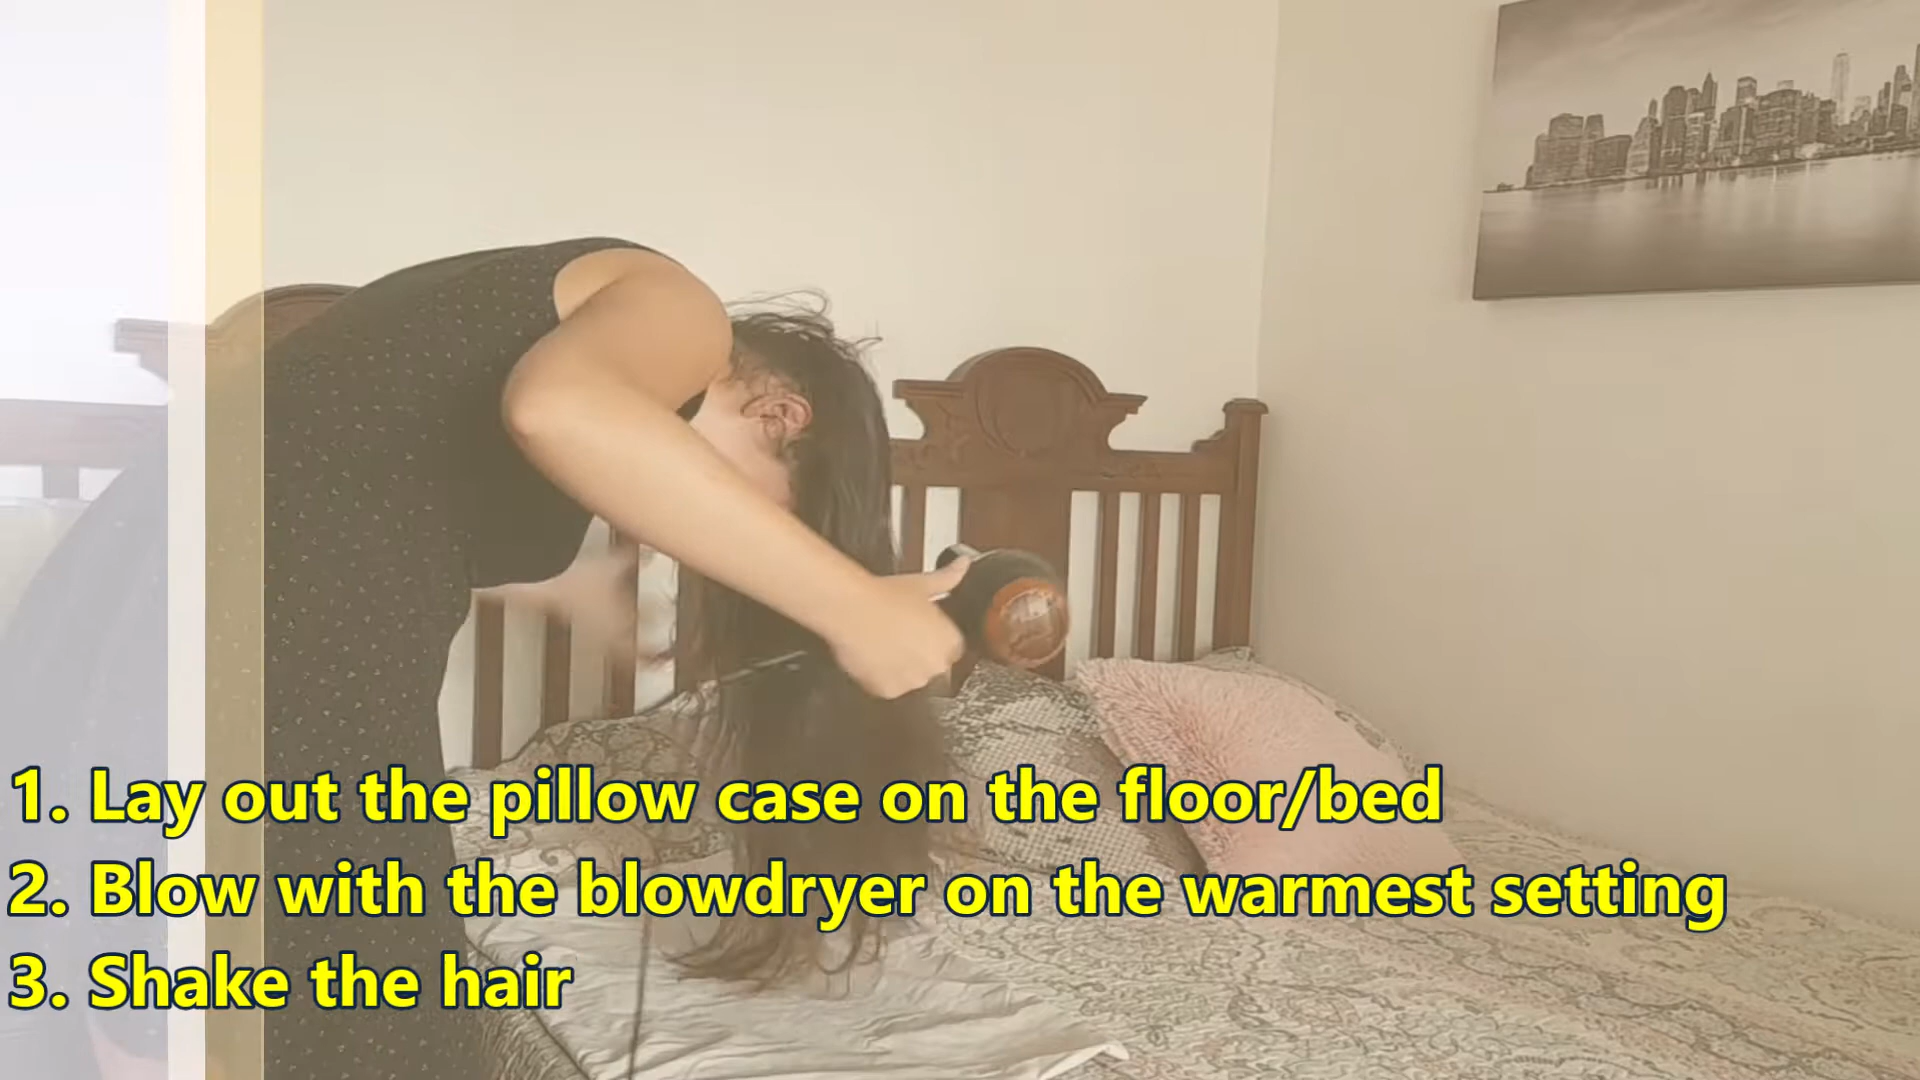 1. Lay out the pillow case on the floor/bed
2. Blow with the blowdryer on the warmest setting
3. Shake the hair